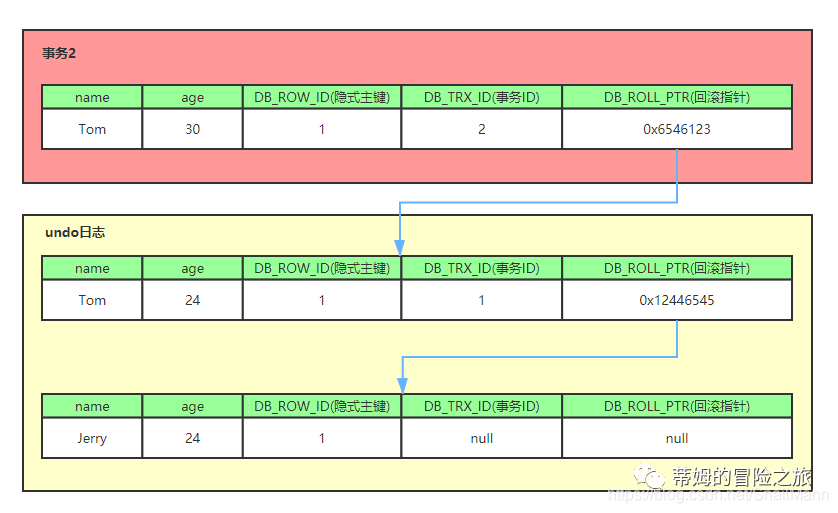 事务2
name age DB_ROW_ID(隐式主键) DB_TRX_ID(事务ID) DB_ROLL_PTR(回滚指针)
Tom 30 1 2 0x6546123
undo日志
name age DB_ROW_ID(隐式主键) DB_TRX_ID(事务ID) DB_ROLL_PTR(回滚指针)
Tom 24 1 1 0x12446545
name age DB_ROW_ID(隐式主键) DB_TRX_ID(事务ID) DB_ROLL_PTR(回滚指针)
Jerry 24 1 null null
蒂姆的冒险之旅
https://blog.csdn.net/SnailMann